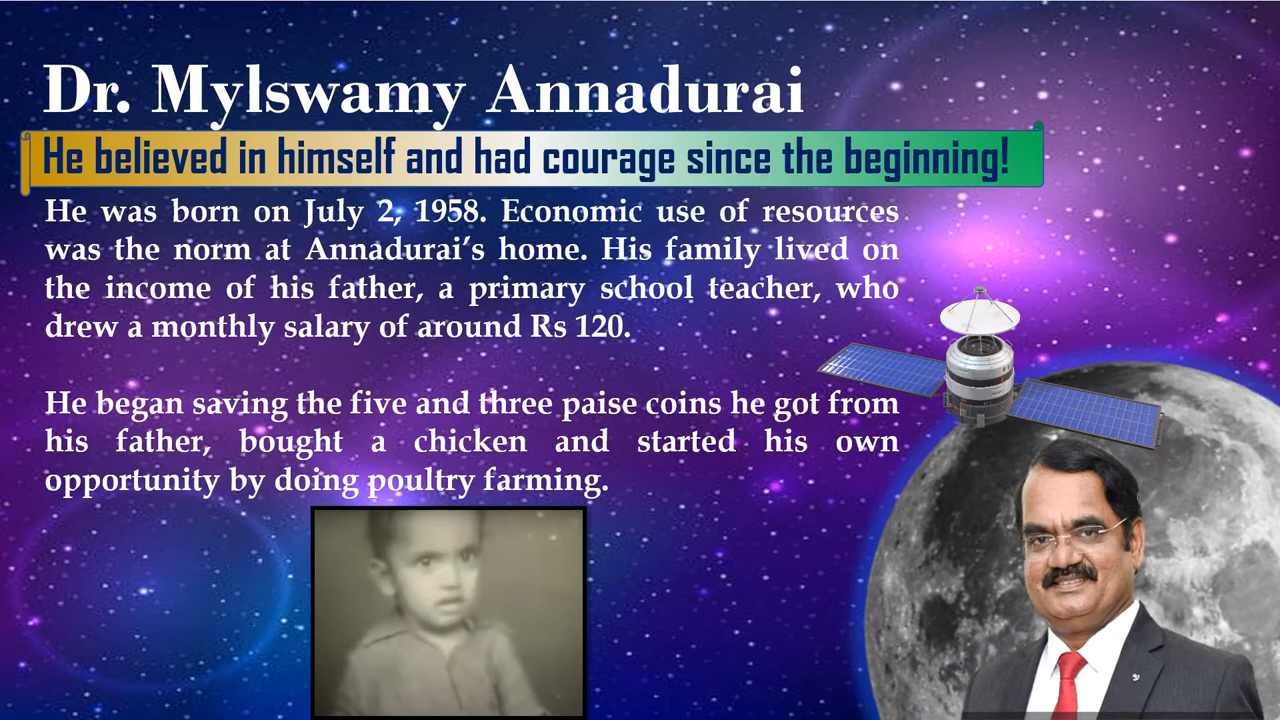 Dr. Mylswamy Annadurai
He believed in himself and had courage since the beginning!
He was born on July 2, 1958. Economic use of resources
was the norm at Annadurai’s home. His family lived on
the income of his father, a primary school teacher, who
drew a monthly salary of around Rs 120.
He began saving the five and three paise coins he got from
his father, bought a chicken and started his own
opportunity by doing poultry farming.